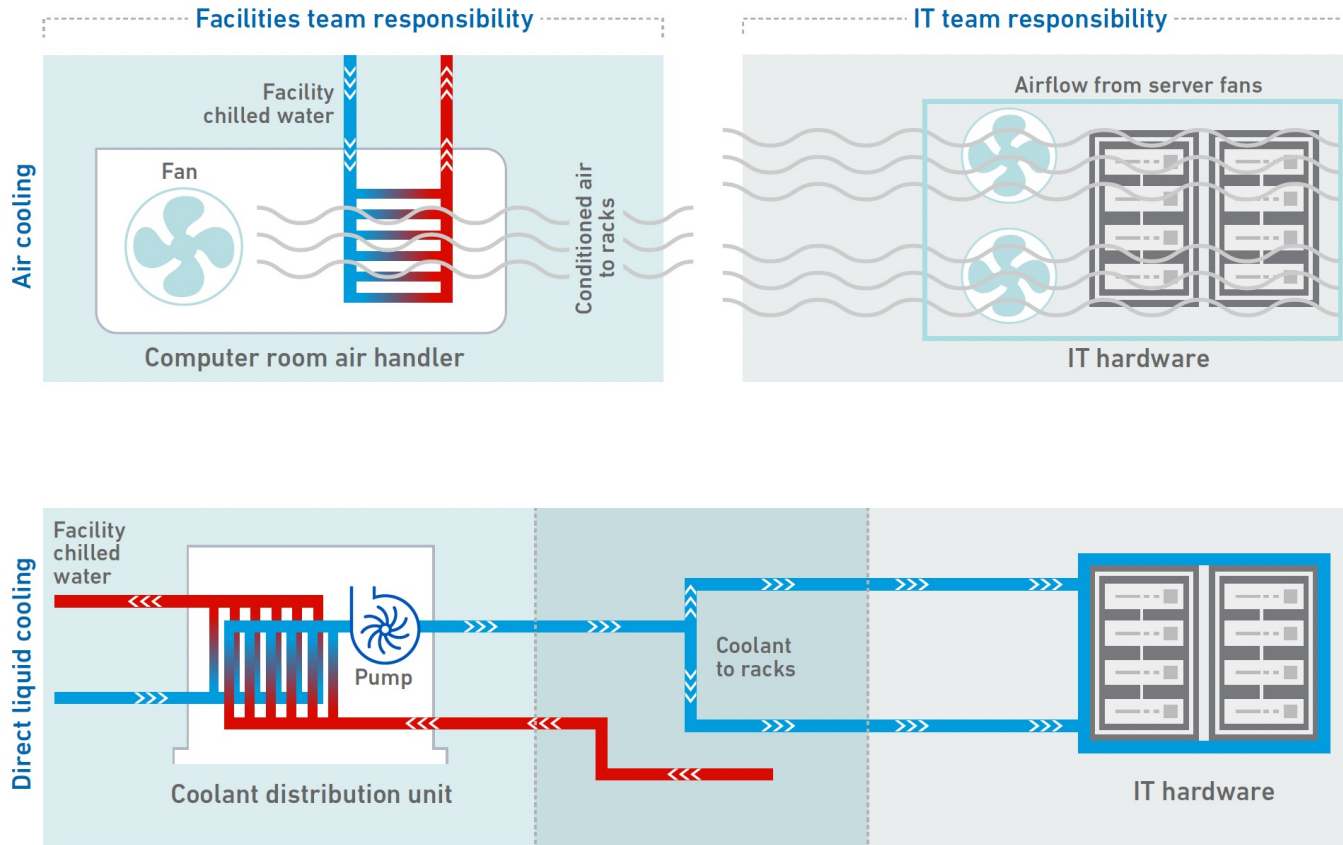 Facilities team responsibility
IT team responsibility
Air cooling
Facility
chilled water
Fan
Conditioned air
to racks
Computer room air handler
Airflow from server fans
IT hardware
Direct liquid cooling
Facility
chilled
water
Pump
Coolant distribution unit
Coolant
to racks
IT hardware